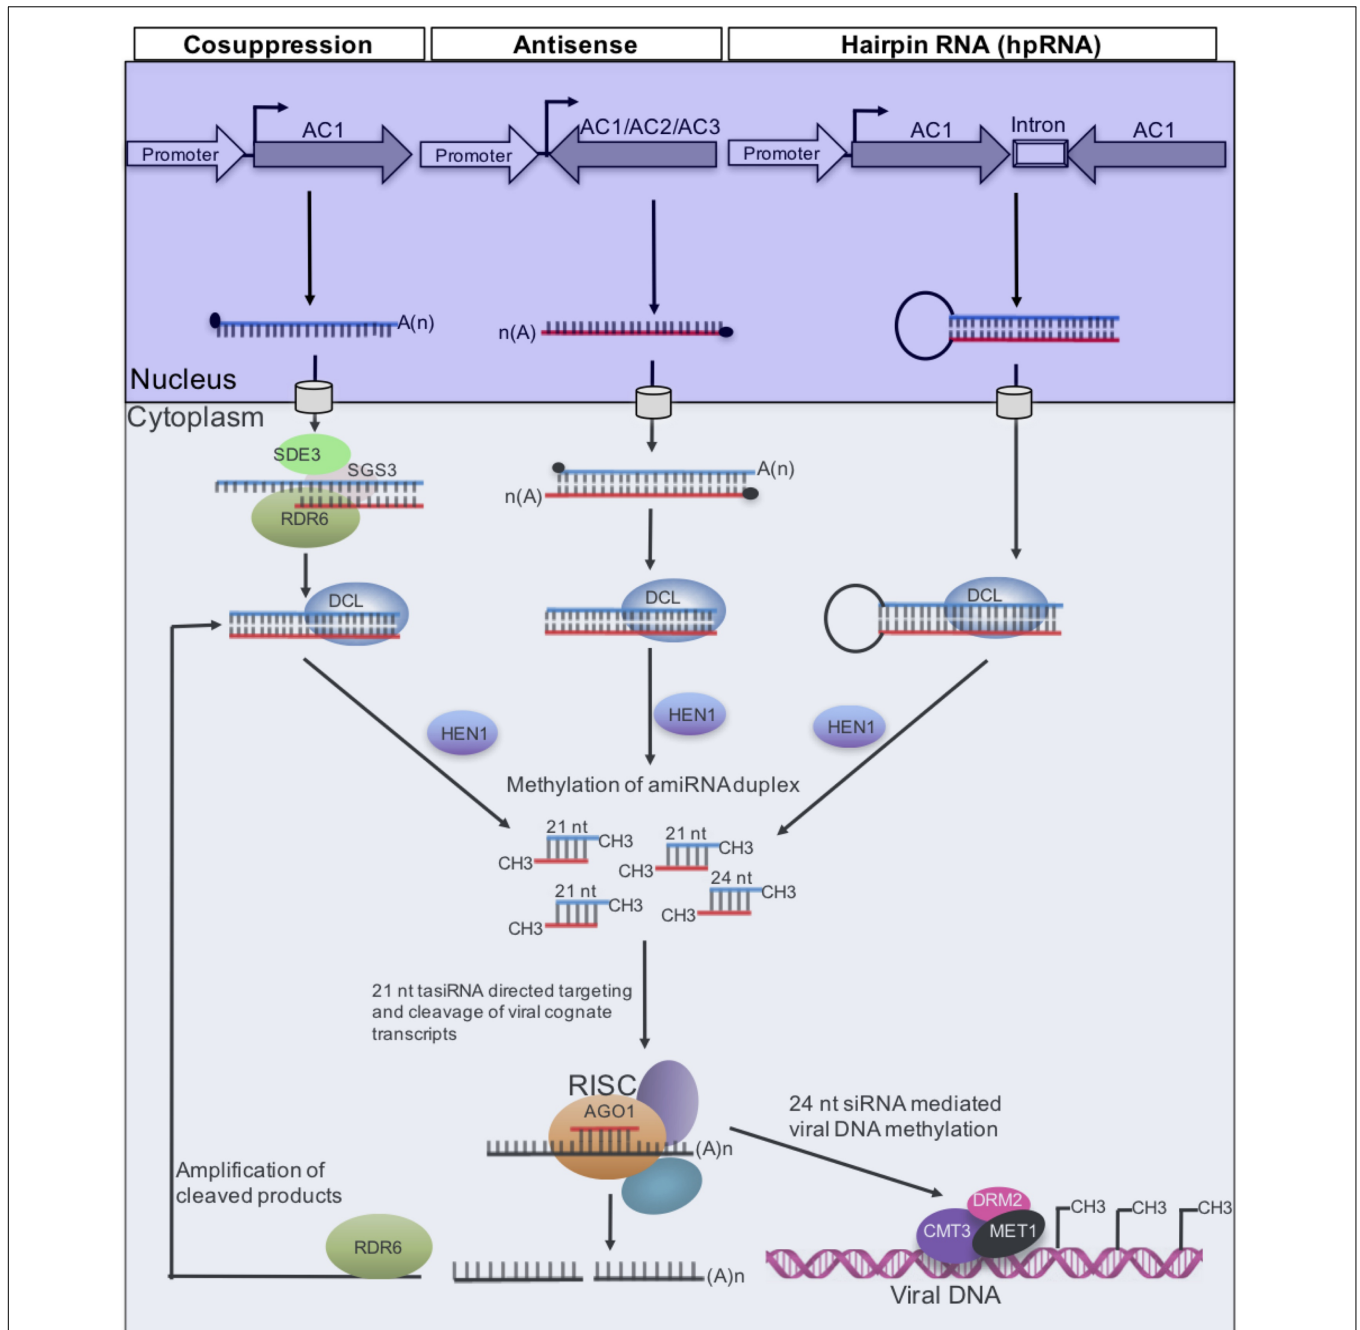 Cosuppression
Antisense
Hairpin RNA (hpRNA)
Promoter
AC1
Promoter
AC1/AC2/AC3
Promoter
AC1
Intron
AC1
A(n)
n(A)
Nucleus
Cytoplasm
SDE3
SGS3
RDR6
A(n)
n(A)
DCL
DCL
DCL
HEN1
HEN1
HEN1
Methylation of amiRNA duplex
21 nt
CH3
CH3
21 nt
CH3
CH3
21 nt
CH3
CH3
24 nt
CH3
CH3
21 nt tasiRNA directed targeting
and cleavage of viral cognate
transcripts
RISC
AGO1
(A)n
24 nt siRNA mediated
viral DNA methylation
Amplification of
cleaved products
RDR6
(A)n
DRM2
CMT3
MET1
CH3
CH3
CH3
Viral DNA